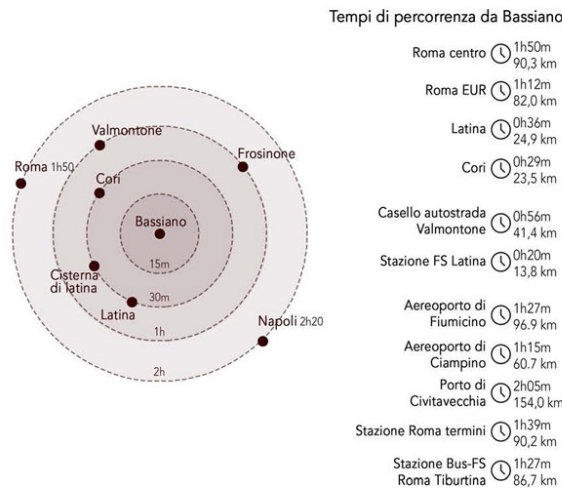 Tempi di percorrenza da Bassiano
Roma centro 1h50m
90,3 km
Roma EUR 1h12m
82,0 km
Latina 0h36m
24,9 km
Cori 0h29m
23,5 km
Casello autostrada
Valmontone 0h56m
41,4 km
Stazione FS Latina 0h20m
13,8 km
Aereoporto di
Fiumicino 1h27m
96.9 km
Aereoporto di
Ciampino 1h15m
60.7 km
Porto di
Civitavecchia 2h05m
154,0 km
Stazione Roma termini 1h39m
90,2 km
Stazione Bus-FS
Roma Tiburtina 1h27m
86,7 km
Valmontone
Frosinone
Roma 1h50
Cori
Bassiano
15m
Cisterna
di latina
30m
Latina
Napoli 2h20
1h
2h